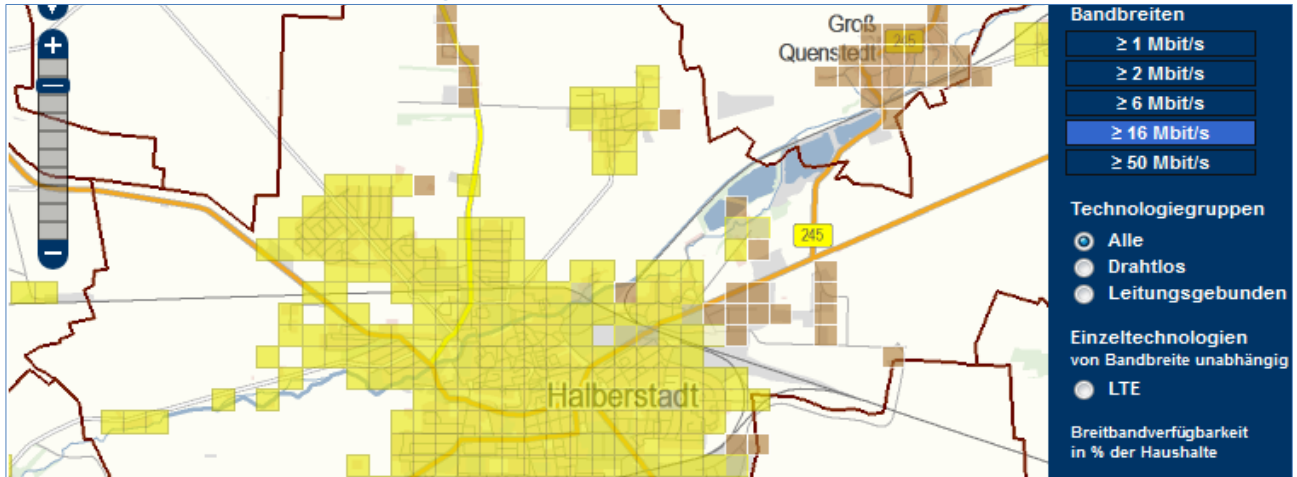 Groß
Quenstedt
245
245
Halberstadt
Bandbreiten
≥ 1 Mbit/s
≥ 2 Mbit/s
≥ 6 Mbit/s
≥ 16 Mbit/s
≥ 50 Mbit/s
Technologiegruppen
Alle
Drahtlos
Leitungsgebunden
Einzeltechnologien
von Bandbreite unabhängig
LTE
Breitbandverfügbarkeit
in % der Haushalte